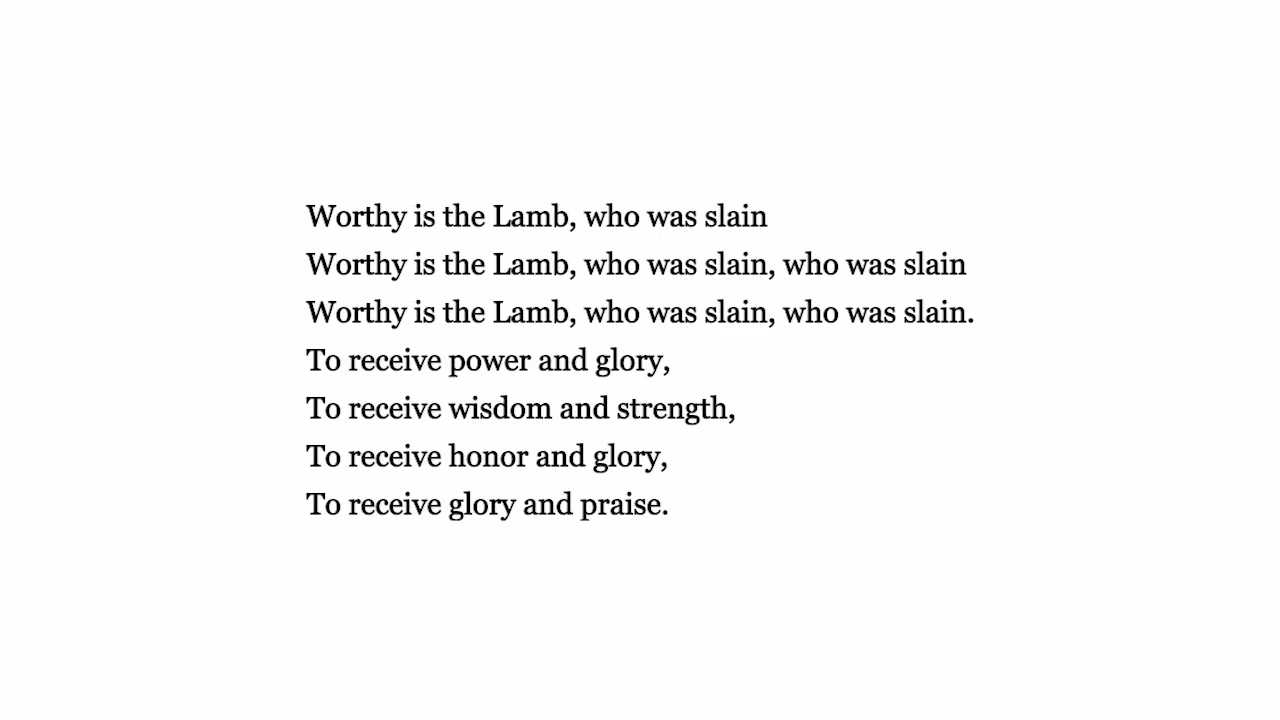 Worthy is the Lamb, who was slain
Worthy is the Lamb, who was slain, who was slain
Worthy is the Lamb, who was slain, who was slain.
To receive power and glory,
To receive wisdom and strength,
To receive honor and glory,
To receive glory and praise.